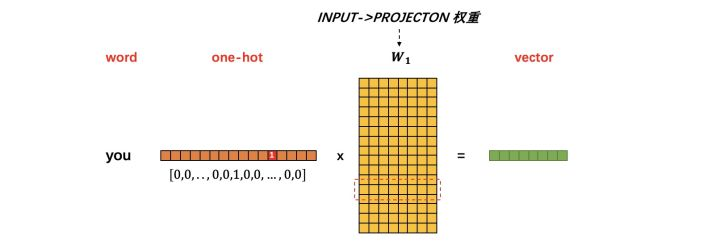 INPUT->PROJECTON 权重
word one-hot W₁ vector
1
you x =
[0,0,..,0,0,1,0,0,...,0,0]